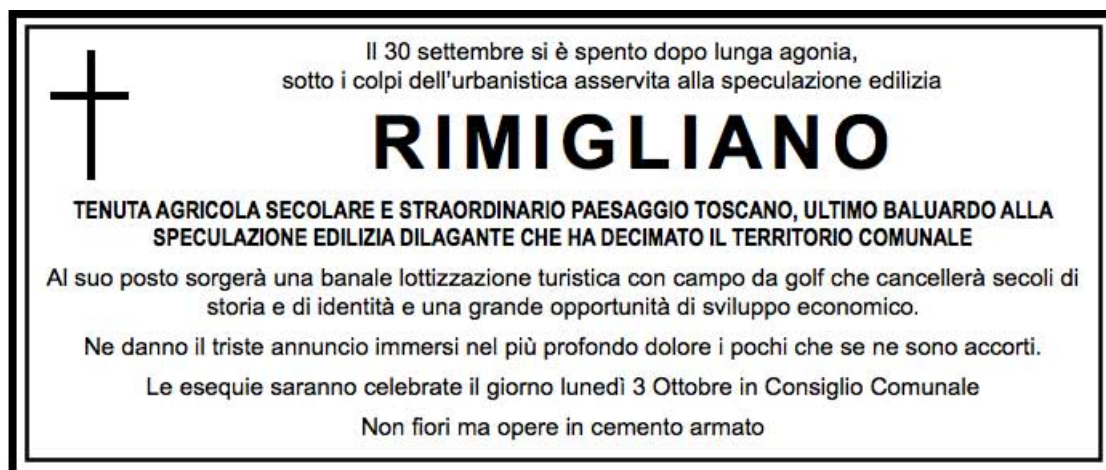 Il 30 settembre si è spento dopo lunga agonia,
sotto i colpi dell'urbanistica asservita alla speculazione edilizia
RIMIGLIANO
TENUTA AGRICOLA SECOLARE E STRAORDINARIO PAESAGGIO TOSCANO, ULTIMO BALUARDO ALLA
SPECULAZIONE EDILIZIA DILAGANTE CHE HA DECIMATO IL TERRITORIO COMUNALE
Al suo posto sorgerà una banale lottizzazione turistica con campo da golf che cancellerà secoli di
storia e di identità e una grande opportunità di sviluppo economico.
Ne danno il triste annuncio immersi nel più profondo dolore i pochi che se ne sono accorti.
Le esequie saranno celebrate il giorno lunedì 3 Ottobre in Consiglio Comunale
Non fiori ma opere in cemento armato